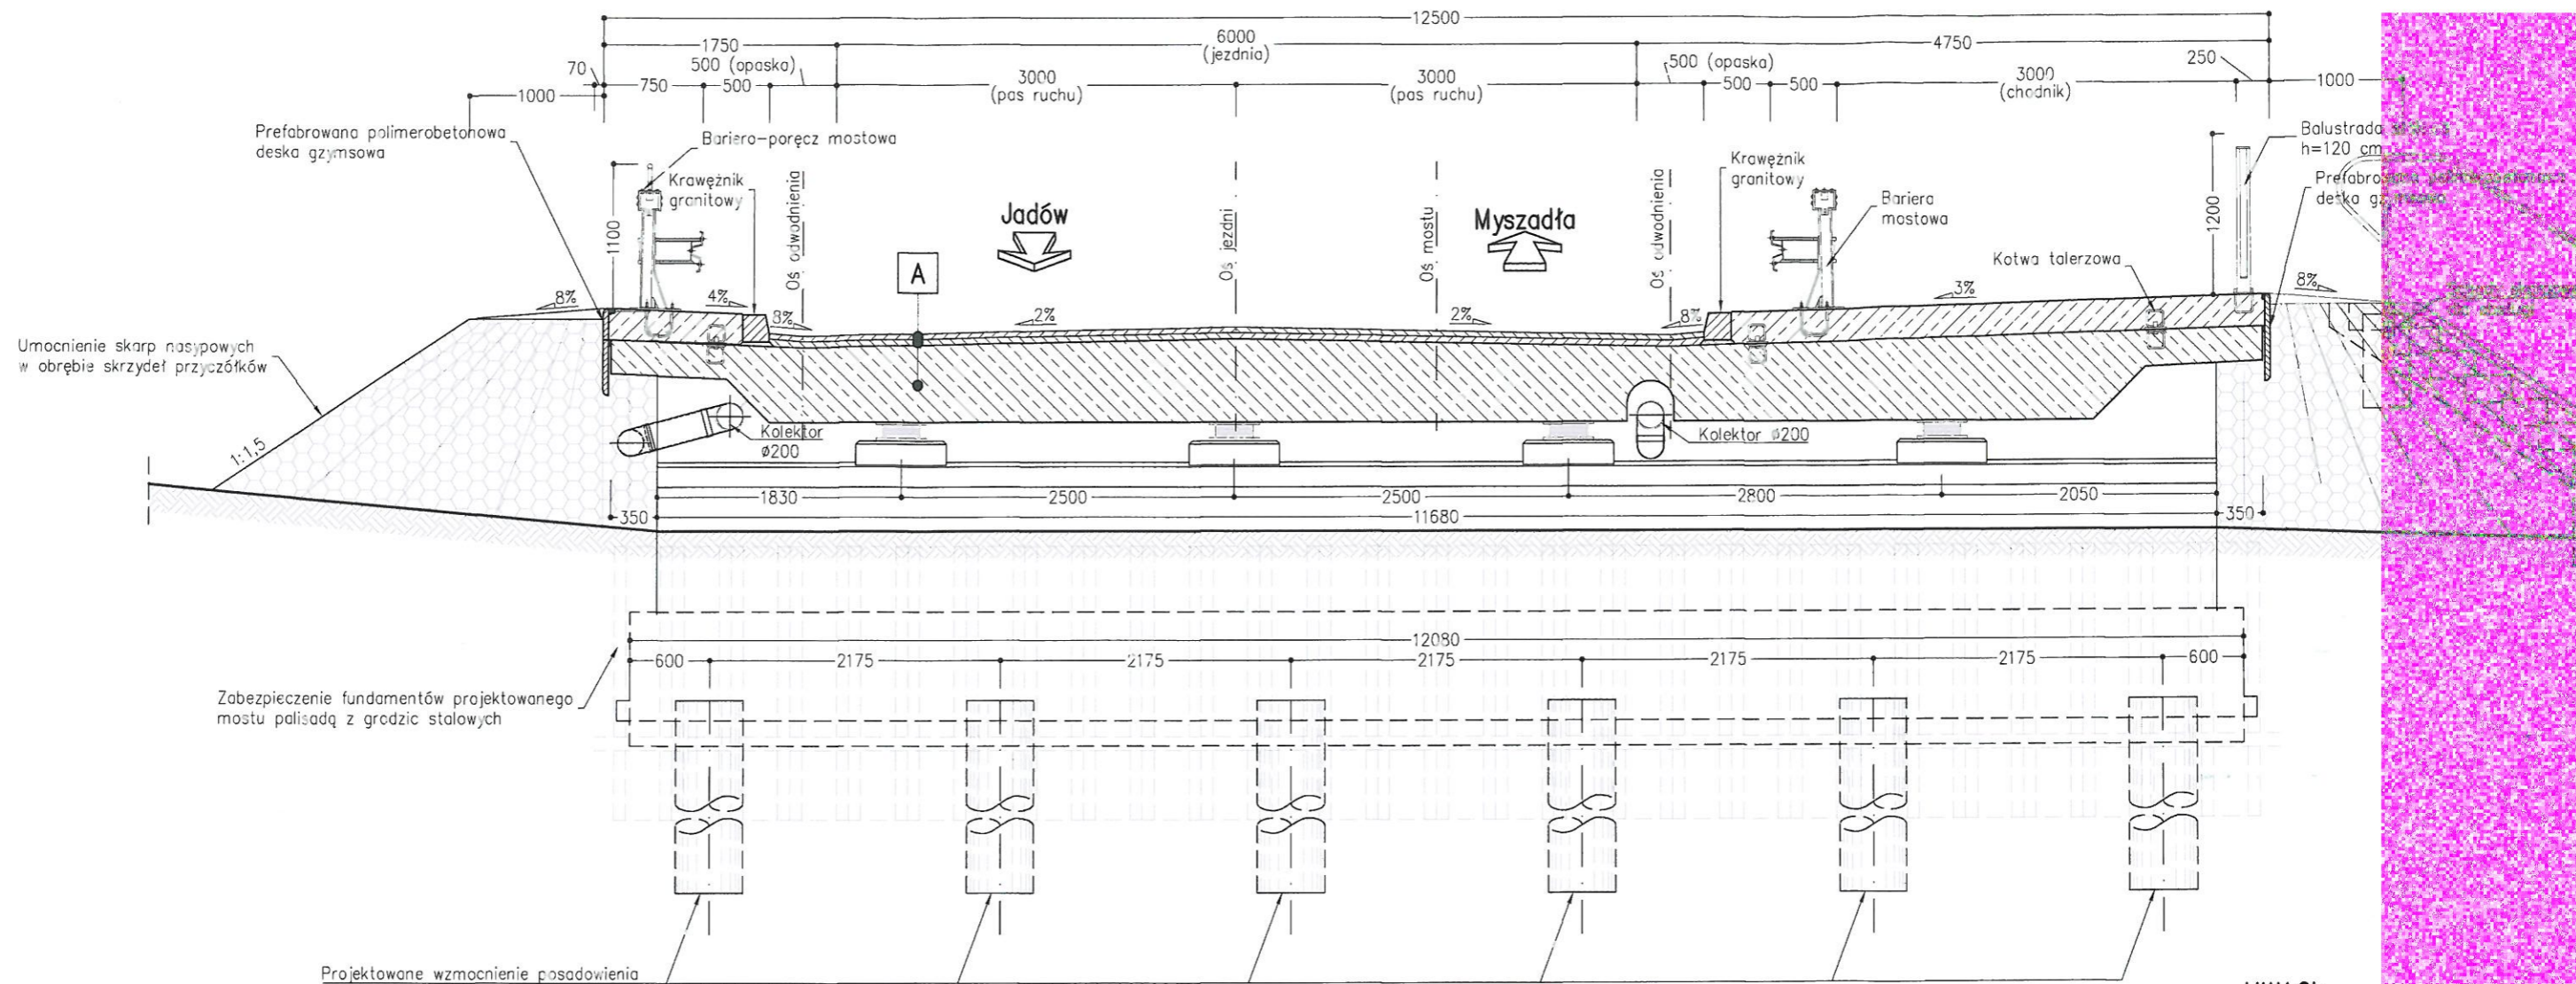 12500
1750
6000
(jezdnia)
4750
70
500 (opaska)
500 (opaska)
250
1000
750
500
3000
(pas ruchu)
3000
(pas ruchu)
500
500
3000
(chodnik)
1000
Prefabrowana polimerobetonowa
deska gzymsowa
Bariero-poręcz mostowa
Krawężnik
granitowy
Krawężnik
granitowy
Balustrada
h=120 cm
deska
1100
Oś odwodnienia
Jadów
Oś jezdni
Oś mostu
Myszadła
Oś odwodnienia
Bariera
mostowa
1200
A
Kotwa talerzowa
8%
4%
8%
2%
2%
8%
3%
8%
Umocnienie skarp nasypowych
w obrębie skrzydeł przyczółków
1:1,5
Kolektor
Ø200
Kolektor Ø200
1830
2500
2500
2800
2050
350
11680
350
12080
600
2175
2175
2175
2175
2175
600
Zabezpieczenie fundamentów projektowanego
mostu palisadą z grodzic stalowych
Projektowane wzmocnienie posadowienia